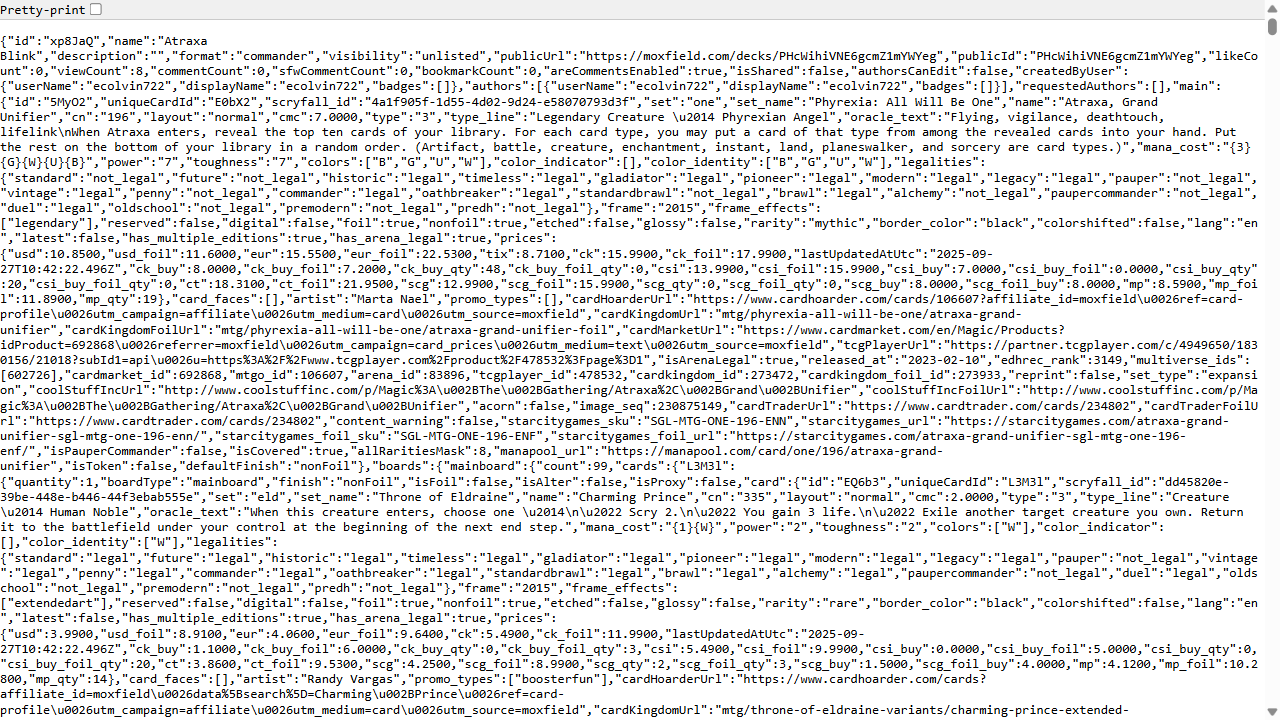 Pretty-print
{"id":"xp8JaQ","name":"Atraxa
Blink","description":"","format":"commander","visibility":"unlisted","publicUrl":"https://moxfield.com/decks/PHcWihiVNE6gcmZ1mYWYeg","publicId":"PHcWihiVNE6gcmZ1mYWYeg","likeCo
unt":0,"viewCount":8,"commentCount":0,"sfwCommentCount":0,"bookmarkCount":0,"areCommentsEnabled":true,"isShared":false,"authorsCanEdit":false,"createdByUser":
{"userName":"ecolvin722","displayName":"ecolvin722","badges":[]},"authors":[{"userName":"ecolvin722","displayName":"ecolvin722","badges":[]}],"requestedAuthors":[],"main":
{"id":"5MyO2","uniqueCardId":"E0bX2","scryfall_id":"4a1f905f-1d55-4d02-9d24-e58070793d3f","set":"one","set_name":"Phyrexia: All Will Be One","name":"Atraxa, Grand
Unifier","cn":"196","layout":"normal","cmc":7.0000,"type":"3","type_line":"Legendary Creature \u2014 Phyrexian Angel","oracle_text":"Flying, vigilance, deathtouch,
lifelink\nWhen Atraxa enters, reveal the top ten cards of your library. For each card type, you may put a card of that type from among the revealed cards into your hand. Put
the rest on the bottom of your library in a random order. (Artifact, battle, creature, enchantment, instant, land, planeswalker, and sorcery are card types.)","mana_cost":"{3}
{G}{W}{U}{B}","power":"7","toughness":"7","colors":["B","G","U","W"],"color_indicator":[],"color_identity":["B","G","U","W"],"legalities":
{"standard":"not_legal","future":"not_legal","historic":"legal","timeless":"legal","gladiator":"legal","pioneer":"legal","modern":"legal","legacy":"legal","pauper":"not_legal",
"vintage":"legal","penny":"not_legal","commander":"legal","oathbreaker":"legal","standardbrawl":"not_legal","brawl":"legal","alchemy":"not_legal","paupercommander":"not_legal",
"duel":"legal","oldschool":"not_legal","premodern":"not_legal","predh":"not_legal"},"frame":"2015","frame_effects":
["legendary"],"reserved":false,"digital":false,"foil":true,"nonfoil":true,"etched":false,"glossy":false,"rarity":"mythic","border_color":"black","colorshifted":false,"lang":"en
","latest":false,"has_multiple_editions":true,"has_arena_legal":true,"prices":
{"usd":10.8500,"usd_foil":11.6000,"eur":15.5500,"eur_foil":22.5300,"tix":8.7100,"ck":15.9900,"ck_foil":17.9900,"lastUpdatedAtUtc":"2025-09-
27T10:42:22.496Z","ck_buy":8.0000,"ck_buy_foil":7.2000,"ck_buy_qty":48,"ck_buy_foil_qty":0,"csi":13.9900,"csi_foil":15.9900,"csi_buy":7.0000,"csi_buy_foil":0.0000,"csi_buy_qty"
:20,"csi_buy_foil_qty":0,"ct":18.3100,"ct_foil":21.9500,"scg":12.9900,"scg_foil":15.9900,"scg_qty":0,"scg_foil_qty":0,"scg_buy":8.0000,"scg_foil_buy":8.0000,"mp":8.5900,"mp_foi
l":11.8900,"mp_qty":19},"card_faces":[],"artist":"Marta Nael","promo_types":[],"cardHoarderUrl":"https://www.cardhoarder.com/cards/106607?affiliate_id=moxfield\u0026ref=card-
profile\u0026utm_campaign=affiliate\u0026utm_medium=card\u0026utm_source=moxfield","cardKingdomUrl":"mtg/phyrexia-all-will-be-one/atraxa-grand-
unifier","cardKingdomFoilUrl":"mtg/phyrexia-all-will-be-one/atraxa-grand-unifier-foil","cardMarketUrl":"https://www.cardmarket.com/en/Magic/Products?
idProduct=692868\u0026referrer=moxfield\u0026utm_campaign=card_prices\u0026utm_medium=text\u0026utm_source=moxfield","tcgPlayerUrl":"https://partner.tcgplayer.com/c/4949650/183
0156/21018?subId1=api\u0026u=https%3A%2F%2Fwww.tcgplayer.com%2Fproduct%2F478532%3Fpage%3D1","isArenaLegal":true,"released_at":"2023-02-10","edhrec_rank":3149,"multiverse_ids":
[602726],"cardmarket_id":692868,"mtgo_id":106607,"arena_id":83896,"tcgplayer_id":478532,"cardkingdom_id":273472,"cardkingdom_foil_id":273933,"reprint":false,"set_type":"expansi
on","coolStuffIncUrl":"http://www.coolstuffinc.com/p/Magic%3A\u002BThe\u002BGathering/Atraxa%2C\u002BGrand\u002BUnifier","coolStuffIncFoilUrl":"http://www.coolstuffinc.com/p/Ma
gic%3A\u002BThe\u002BGathering/Atraxa%2C\u002BGrand\u002BUnifier","acorn":false,"image_seq":230875149,"cardTraderUrl":"https://www.cardtrader.com/cards/234802","cardTraderFoilU
rl":"https://www.cardtrader.com/cards/234802","content_warning":false,"starcitygames_sku":"SGL-MTG-ONE-196-ENN","starcitygames_url":"https://starcitygames.com/atraxa-grand-
unifier-sgl-mtg-one-196-enn/","starcitygames_foil_sku":"SGL-MTG-ONE-196-ENF","starcitygames_foil_url":"https://starcitygames.com/atraxa-grand-unifier-sgl-mtg-one-196-
enf/","isPauperCommander":false,"isCovered":true,"allRaritiesMask":8,"manapool_url":"https://manapool.com/card/one/196/atraxa-grand-
unifier","isToken":false,"defaultFinish":"nonFoil"},"boards":{"mainboard":{"count":99,"cards":{"L3M3l":
{"quantity":1,"boardType":"mainboard","finish":"nonFoil","isFoil":false,"isAlter":false,"isProxy":false,"card":{"id":"EQ6b3","uniqueCardId":"L3M3l","scryfall_id":"dd45820e-
39be-448e-b446-44f3ebab555e","set":"eld","set_name":"Throne of Eldraine","name":"Charming Prince","cn":"335","layout":"normal","cmc":2.0000,"type":"3","type_line":"Creature
\u2014 Human Noble","oracle_text":"When this creature enters, choose one \u2014\n\u2022 Scry 2.\n\u2022 You gain 3 life.\n\u2022 Exile another target creature you own. Return
it to the battlefield under your control at the beginning of the next end step.","mana_cost":"{1}{W}","power":"2","toughness":"2","colors":["W"],"color_indicator":
[],"color_identity":["W"],"legalities":
{"standard":"not_legal","future":"legal","historic":"legal","timeless":"legal","gladiator":"legal","pioneer":"legal","modern":"legal","legacy":"legal","pauper":"not_legal","vintage
":"legal","penny":"legal","commander":"legal","oathbreaker":"legal","standardbrawl":"legal","brawl":"legal","alchemy":"legal","paupercommander":"not_legal","duel":"legal","olds
chool":"not_legal","premodern":"not_legal","predh":"not_legal"},"frame":"2015","frame_effects":
["extendedart"],"reserved":false,"digital":false,"foil":true,"nonfoil":true,"etched":false,"glossy":false,"rarity":"rare","border_color":"black","colorshifted":false,"lang":"en
","latest":false,"has_multiple_editions":true,"has_arena_legal":true,"prices":
{"usd":3.9900,"usd_foil":8.9100,"eur":4.0600,"eur_foil":9.6400,"ck":5.4900,"ck_foil":11.9900,"lastUpdatedAtUtc":"2025-09-
27T10:42:22.496Z","ck_buy":1.1000,"ck_buy_foil":6.0000,"ck_buy_qty":0,"ck_buy_foil_qty":3,"csi":5.4900,"csi_foil":9.9900,"csi_buy":0.0000,"csi_buy_foil":5.0000,"csi_buy_qty":0,
"csi_buy_foil_qty":20,"ct":3.8600,"ct_foil":9.5300,"scg":4.2500,"scg_foil":8.9900,"scg_qty":2,"scg_foil_qty":3,"scg_buy":1.5000,"scg_foil_buy":4.0000,"mp":4.1200,"mp_foil":10.2
800,"mp_qty":14},"card_faces":[],"artist":"Randy Vargas","promo_types":["boosterfun"],"cardHoarderUrl":"https://www.cardhoarder.com/cards?
affiliate_id=moxfield\u0026data%5Bsearch%5D=Charming\u002BPrince\u0026ref=card-
profile\u0026utm_campaign=affiliate\u0026utm_medium=card\u0026utm_source=moxfield","cardKingdomUrl":"mtg/throne-of-eldraine-variants/charming-prince-extended-